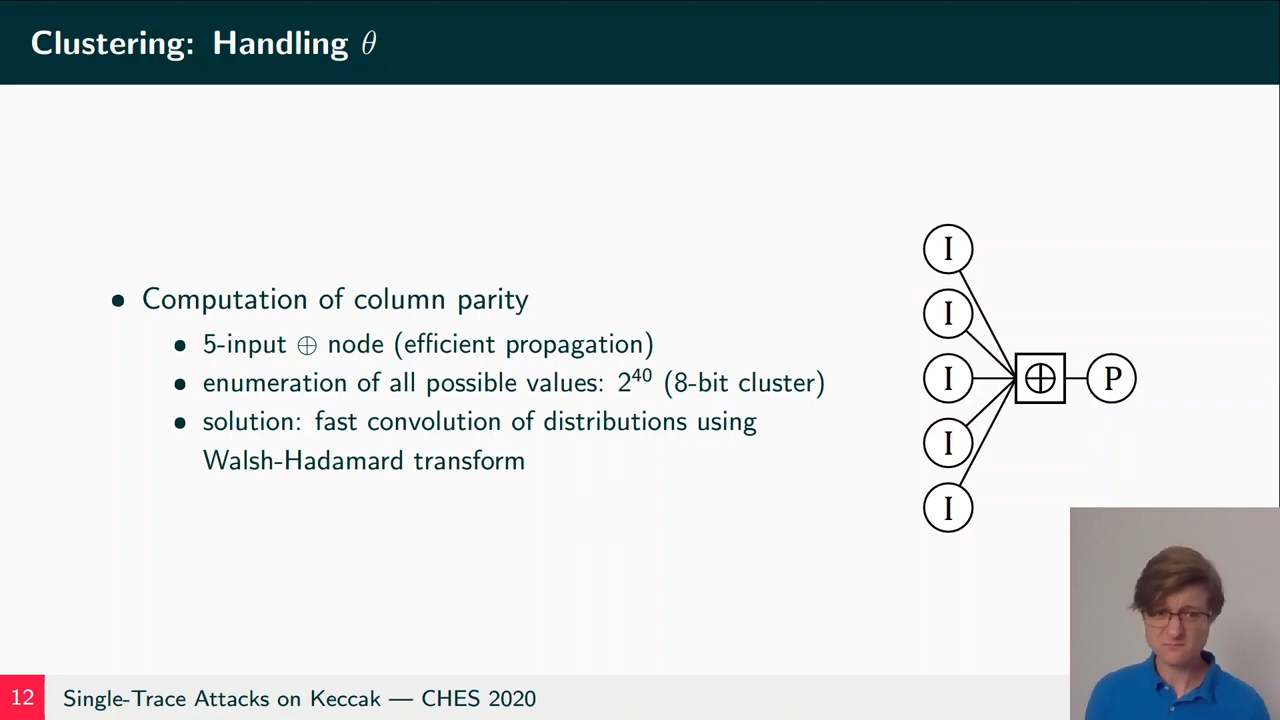 Clustering: Handling θ
• Computation of column parity
• 5-input ⊕ node (efficient propagation)
• enumeration of all possible values: 2⁴⁰ (8-bit cluster)
• solution: fast convolution of distributions using
Walsh-Hadamard transform
I
I
I
I
I
⊕
P
12
Single-Trace Attacks on Keccak — CHES 2020